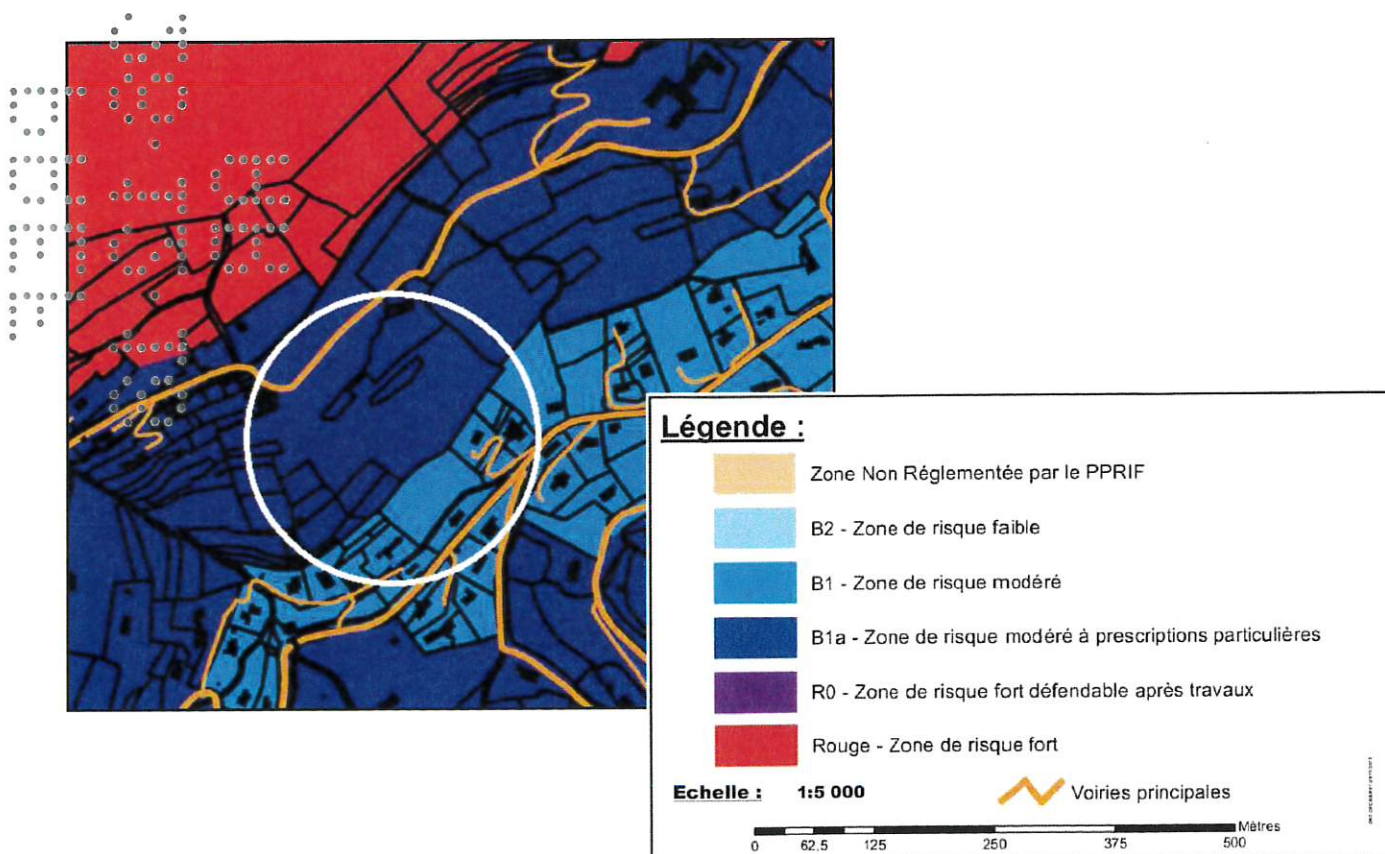 Légende :
Zone Non Réglementée par le PPRIF
B2 - Zone de risque faible
B1 - Zone de risque modéré
B1a - Zone de risque modéré à prescriptions particulières
R0 - Zone de risque fort défendable après travaux
Rouge - Zone de risque fort
Echelle : 1:5 000 Voiries principales
Mètres
0 62.5 125 250 375 500